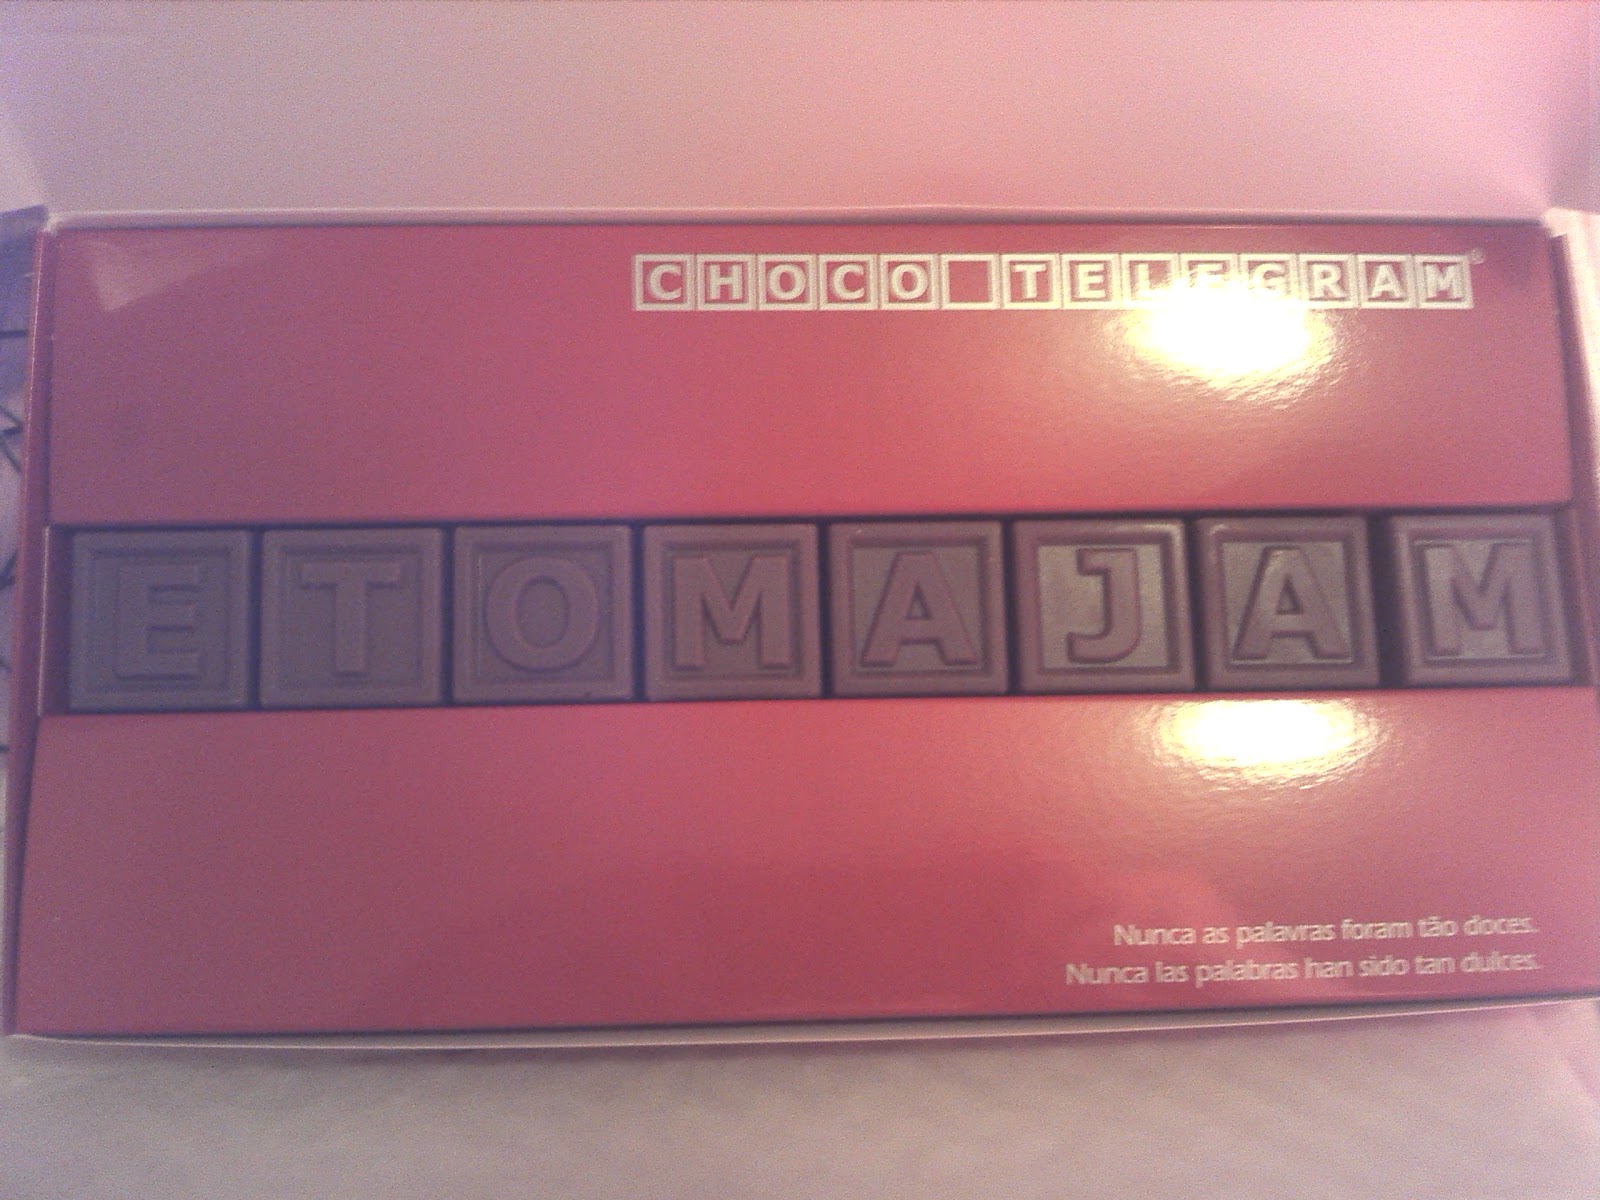 CHOCO TELEGRAM®
ETOMAJAM
Nunca as palavras foram tão doces.
Nunca las palabras han sido tan dulces.